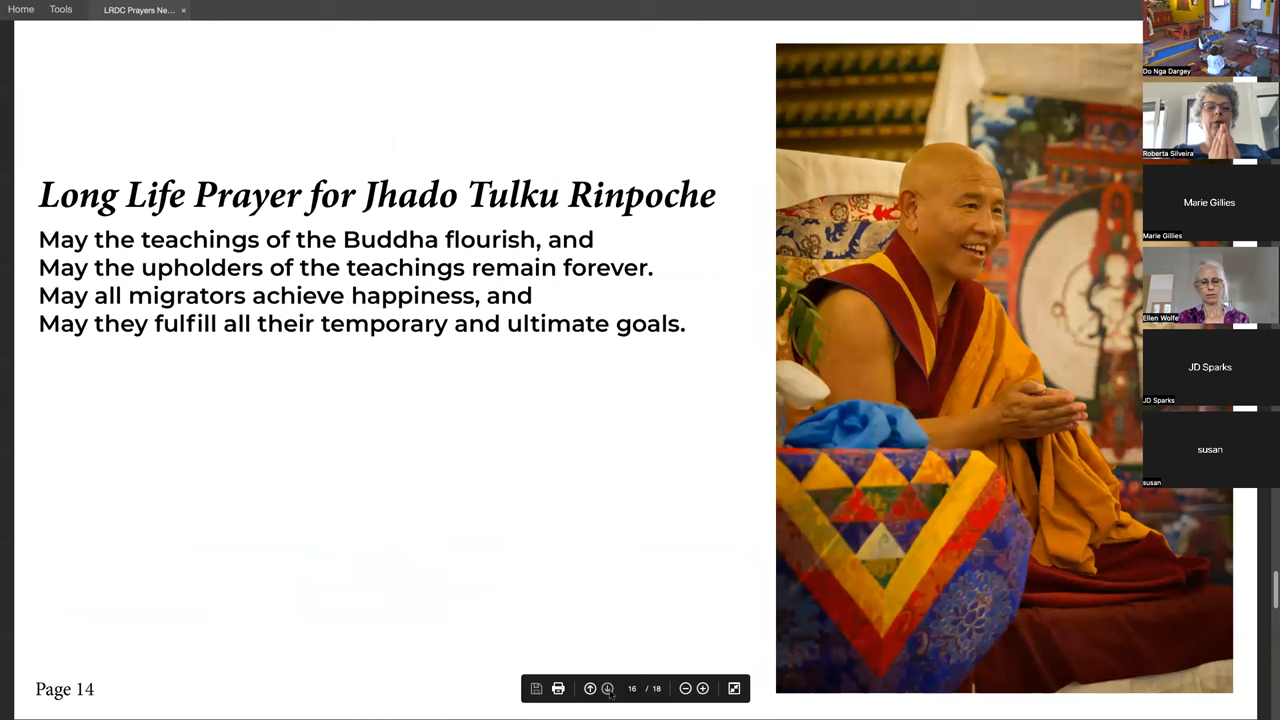 Home Tools LRDC Prayers Ne... ×
Long Life Prayer for Jhado Tulku Rinpoche
May the teachings of the Buddha flourish, and
May the upholders of the teachings remain forever.
May all migrators achieve happiness, and
May they fulfill all their temporary and ultimate goals.
Page 14
16 / 18
Do Nga Dargey
Roberta Silveira
Marie Gillies
Marie Gillies
Ellen Wolfe
JD Sparks
JD Sparks
susan
susan